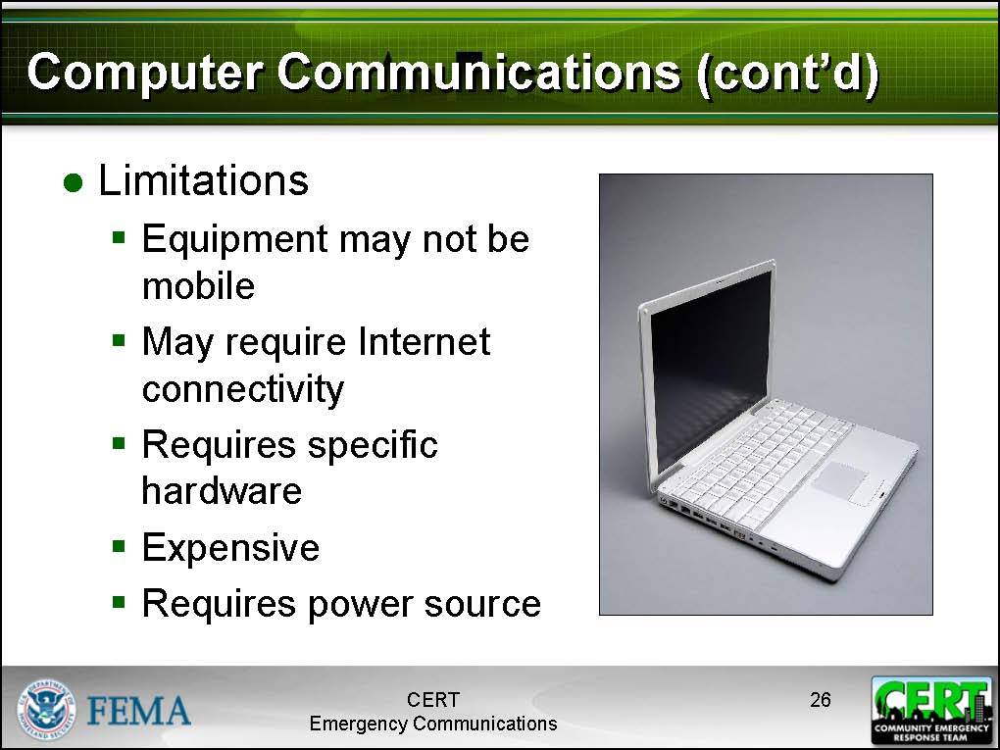 Computer Communications (cont’d)
● Limitations
▪ Equipment may not be
mobile
▪ May require Internet
connectivity
▪ Requires specific
hardware
▪ Expensive
▪ Requires power source
U.S. DEPARTMENT OF
HOMELAND SECURITY
FEMA
CERT
Emergency Communications
26
CERT
COMMUNITY EMERGENCY
RESPONSE TEAM